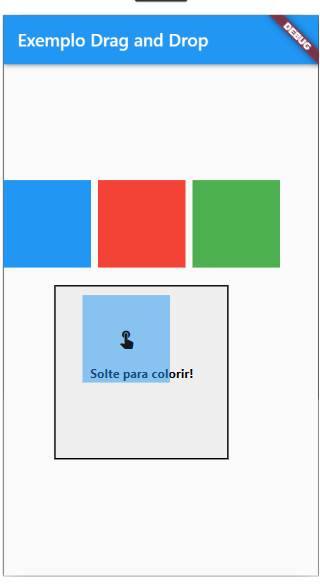 Exemplo Drag and Drop
DEBUG
Solte para colorir!